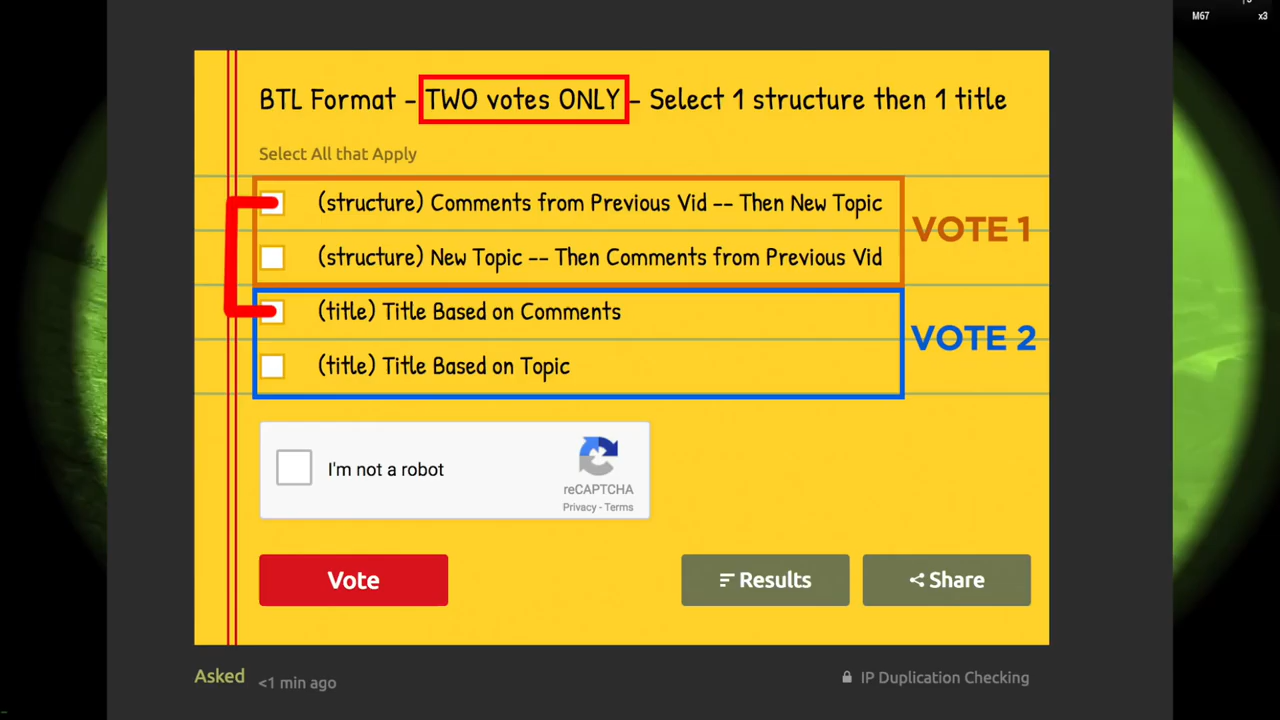 M67 x3
BTL Format - TWO votes ONLY - Select 1 structure then 1 title
Select All that Apply
(structure) Comments from Previous Vid -- Then New Topic
VOTE 1
(structure) New Topic -- Then Comments from Previous Vid
(title) Title Based on Comments
VOTE 2
(title) Title Based on Topic
I'm not a robot
reCAPTCHA
Privacy - Terms
Vote
Results
Share
Asked <1 min ago
IP Duplication Checking